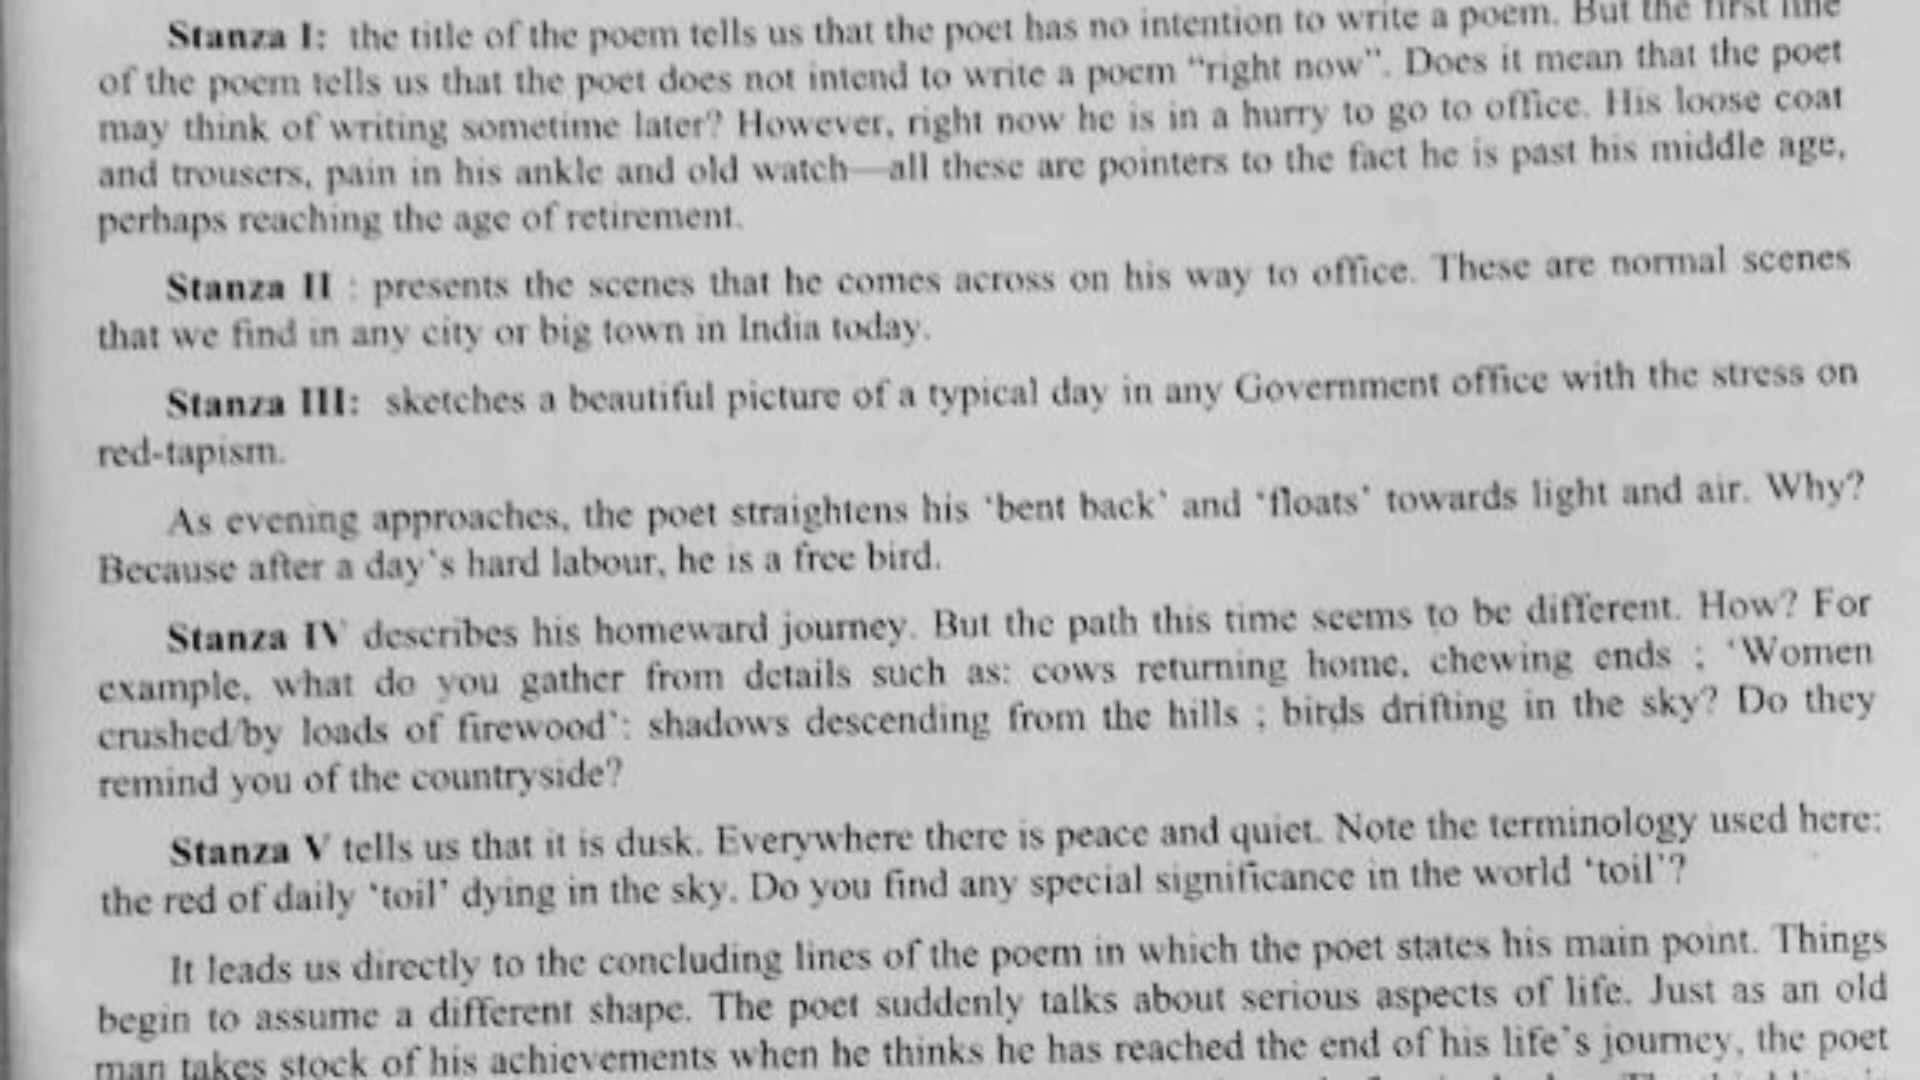 Stanza I: the title of the poem tells us that the poet has no intention to write a poem. But the first line
of the poem tells us that the poet does not intend to write a poem "right now". Does it mean that the poet
may think of writing sometime later? However, right now he is in a hurry to go to office. His loose coat
and trousers, pain in his ankle and old watch—all these are pointers to the fact he is past his middle age,
perhaps reaching the age of retirement.
Stanza II : presents the scenes that he comes across on his way to office. These are normal scenes
that we find in any city or big town in India today.
Stanza III: sketches a beautiful picture of a typical day in any Government office with the stress on
red-tapism.
As evening approaches, the poet straightens his 'bent back' and 'floats' towards light and air. Why?
Because after a day's hard labour, he is a free bird.
Stanza IV describes his homeward journey. But the path this time seems to be different. How? For
example, what do you gather from details such as: cows returning home, chewing ends ; 'Women
crushed/by loads of firewood': shadows descending from the hills ; birds drifting in the sky? Do they
remind you of the countryside?
Stanza V tells us that it is dusk. Everywhere there is peace and quiet. Note the terminology used here:
the red of daily 'toil' dying in the sky. Do you find any special significance in the world 'toil'?
It leads us directly to the concluding lines of the poem in which the poet states his main point. Things
begin to assume a different shape. The poet suddenly talks about serious aspects of life. Just as an old
man takes stock of his achievements when he thinks he has reached the end of his life's journey, the poet